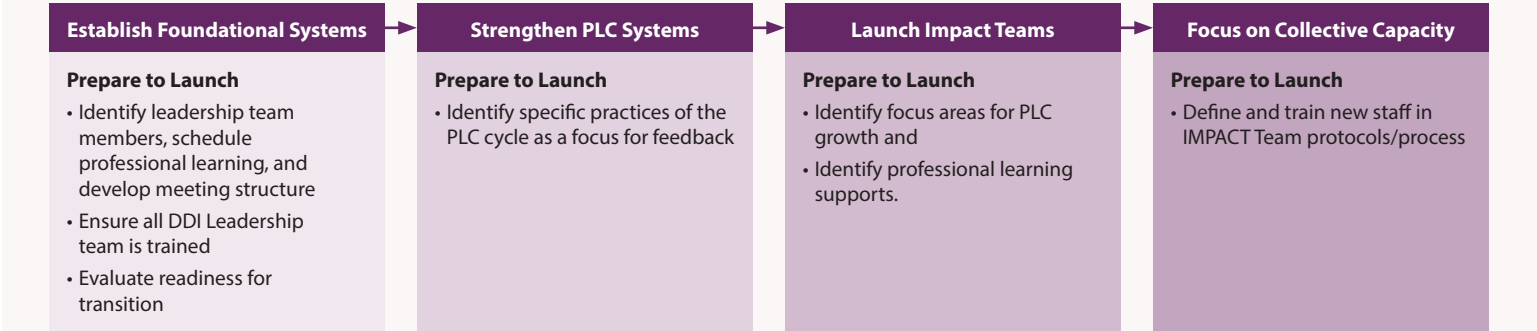 Establish Foundational Systems
Prepare to Launch
• Identify leadership team
members, schedule
professional learning, and
develop meeting structure
• Ensure all DDI Leadership
team is trained
• Evaluate readiness for
transition
Strengthen PLC Systems
Prepare to Launch
• Identify specific practices of the
PLC cycle as a focus for feedback
Launch Impact Teams
Prepare to Launch
• Identify focus areas for PLC
growth and
• Identify professional learning
supports.
Focus on Collective Capacity
Prepare to Launch
• Define and train new staff in
IMPACT Team protocols/process